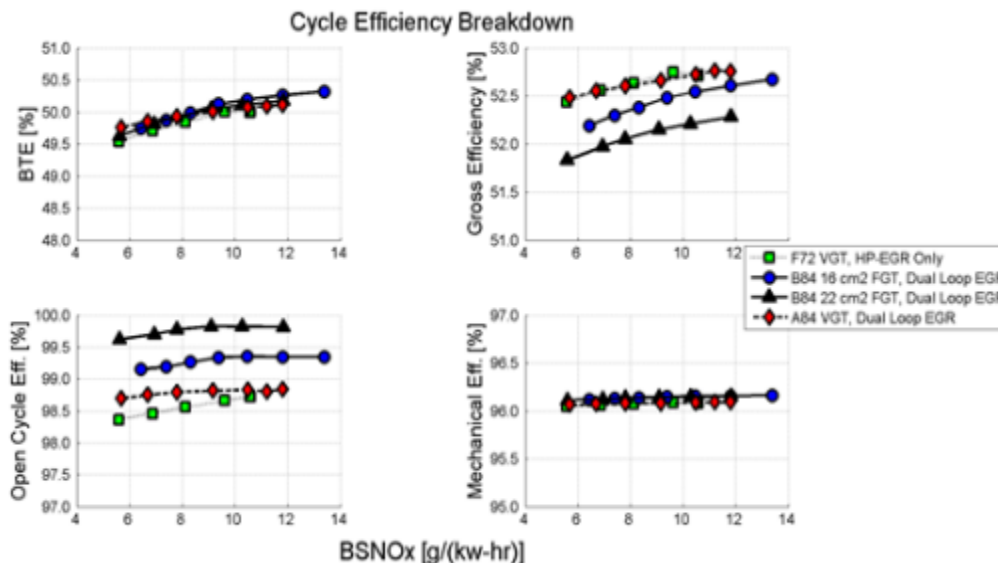 Cycle Efficiency Breakdown
BTE [%]
51.0
50.5
50.0
49.5
49.0
48.5
48.0
4 6 8 10 12 14
Gross Efficiency [%]
53.0
52.5
52.0
51.5
51.0
4 6 8 10 12 14
F72 VGT, HP-EGR Only
B84 16 cm2 FGT, Dual Loop EGR
B84 22 cm2 FGT, Dual Loop EGR
A84 VGT, Dual Loop EGR
Open Cycle Eff. [%]
100.0
99.5
99.0
98.5
98.0
97.5
97.0
4 6 8 10 12 14
Mechanical Eff. [%]
97.0
96.5
96.0
95.5
95.0
4 6 8 10 12 14
BSNOx [g/(kw-hr)]